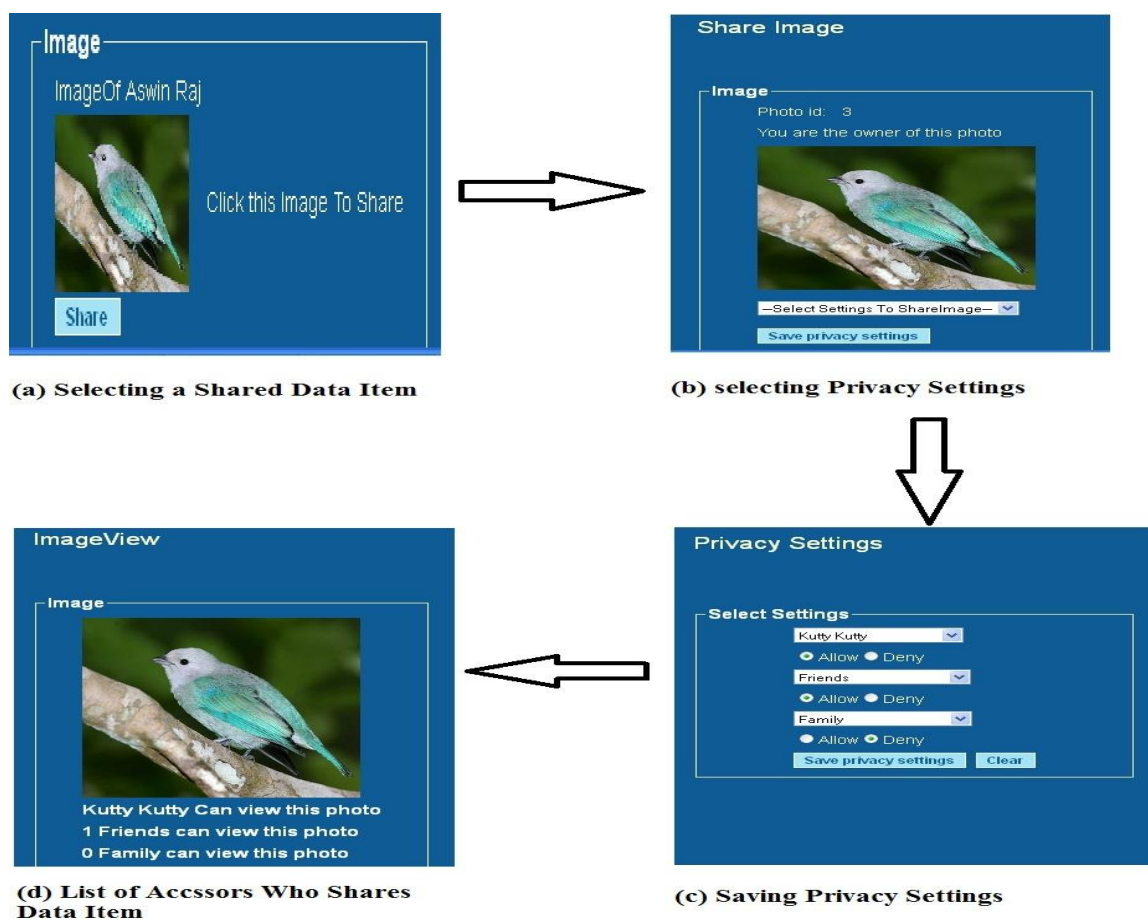 Image
ImageOf Aswin Raj
Click this Image To Share
Share
(a) Selecting a Shared Data Item
Share Image
Image
Photo id: 3
You are the owner of this photo
--Select Settings To ShareImage--
Save privacy settings
(b) selecting Privacy Settings
Privacy Settings
Select Settings
Kutty Kutty
Allow Deny
Friends
Allow Deny
Family
Allow Deny
Save privacy settings Clear
(c) Saving Privacy Settings
ImageView
Image
Kutty Kutty Can view this photo
1 Friends can view this photo
0 Family can view this photo
(d) List of Accssors Who Shares
Data Item